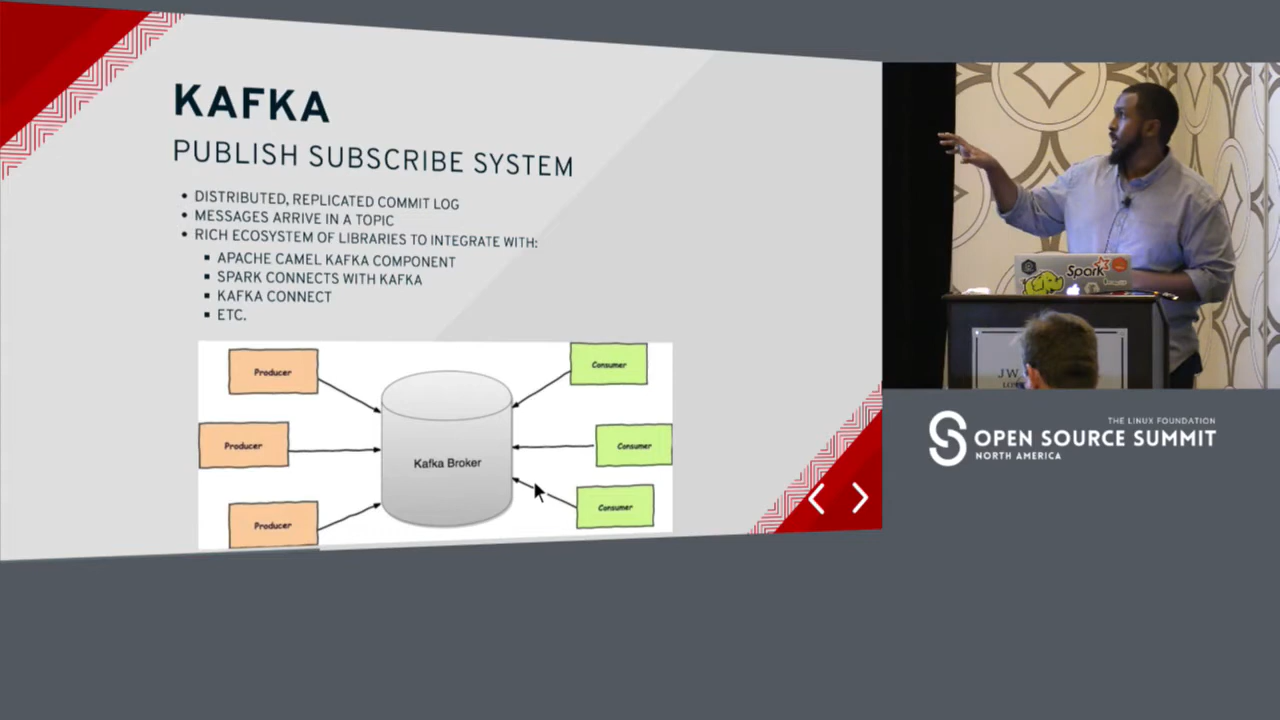 KAFKA
PUBLISH SUBSCRIBE SYSTEM
DISTRIBUTED, REPLICATED COMMIT LOG
MESSAGES ARRIVE IN A TOPIC
RICH ECOSYSTEM OF LIBRARIES TO INTEGRATE WITH:
APACHE CAMEL KAFKA COMPONENT
SPARK CONNECTS WITH KAFKA
KAFKA CONNECT
ETC.
Producer
Producer
Producer
Kafka Broker
Consumer
Consumer
Consumer
Spark
JW
THE LINUX FOUNDATION
OPEN SOURCE SUMMIT
NORTH AMERICA